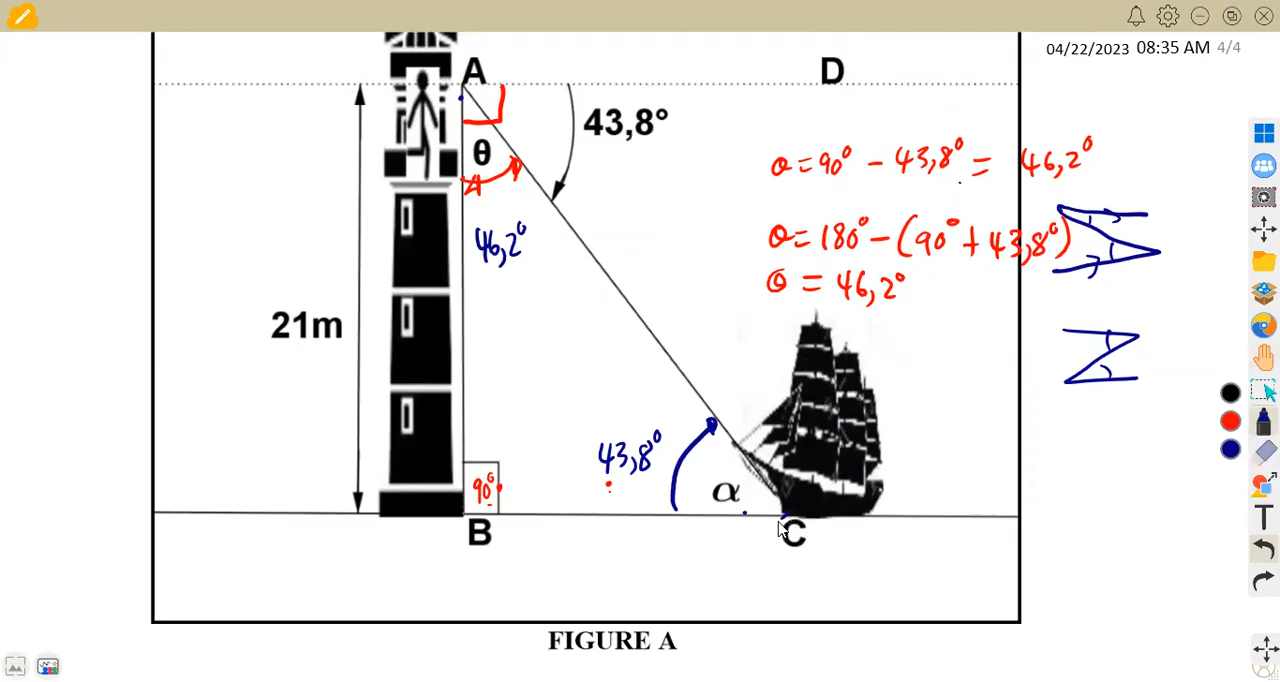 04/22/2023 08:35 AM 4/4
A
D
43,8°
θ
θ = 90° - 43,8° = 46,2°
46,2°
θ = 180° - (90° + 43,8°)
θ = 46,2°
21m
43,8°
90°
α
B
C
FIGURE A
T